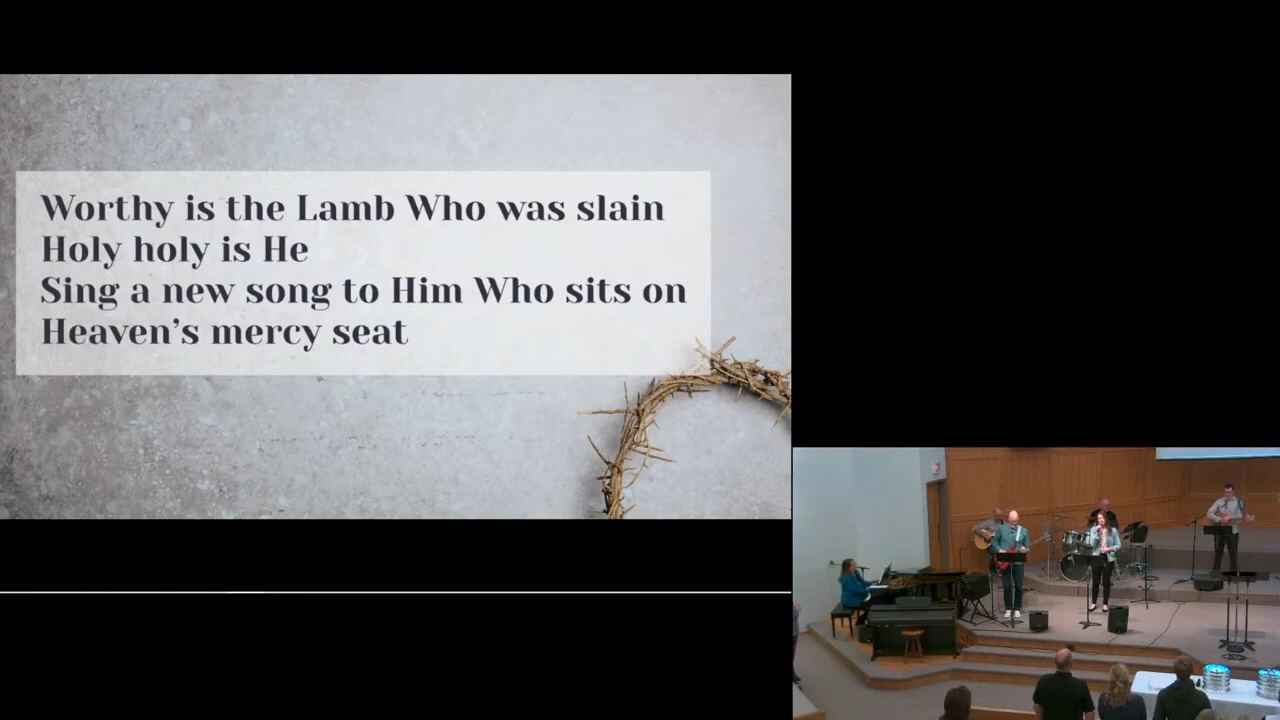 Worthy is the Lamb Who was slain
Holy holy is He
Sing a new song to Him Who sits on
Heaven’s mercy seat